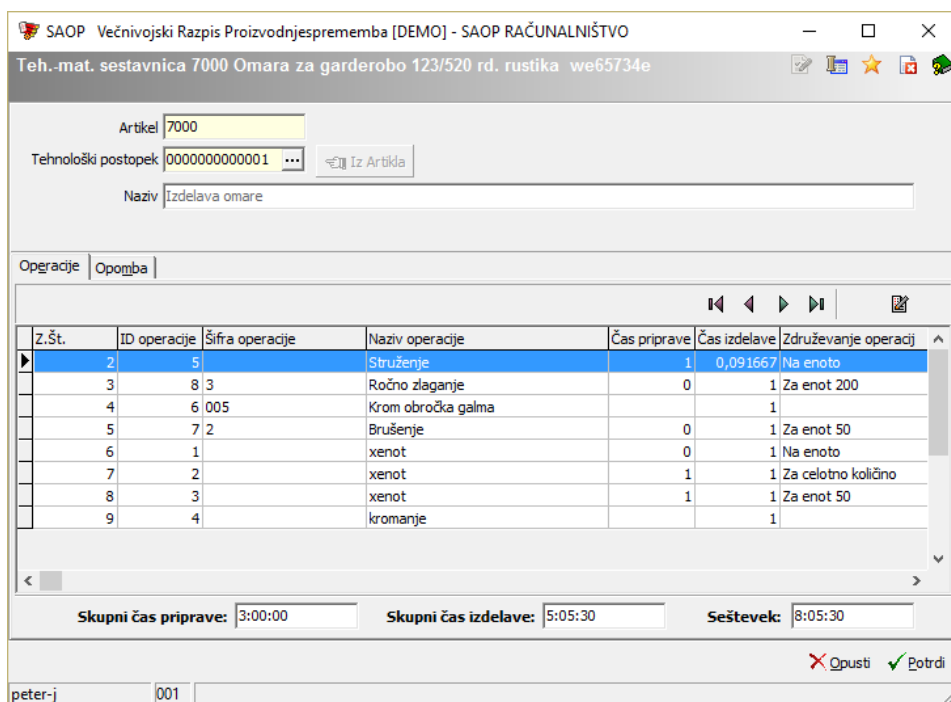 SAOP Večnivojski Razpis Proizvodnjesprememba [DEMO] - SAOP RAČUNALNIŠTVO
Teh.-mat. sestavnica 7000 Omara za garderobo 123/520 rd. rustika we65734e
Artikel 7000
Tehnološki postopek 0000000000001 ... Iz Artikla
Naziv Izdelava omare
Operacije Opomba
Z.Št. ID operacije Šifra operacije Naziv operacije Čas priprave Čas izdelave Združevanje operacij
2 5 Struženje 1 0,091667 Na enoto
3 8 3 Ročno zlaganje 0 1 Za enot 200
4 6 005 Krom obročka galma 1
5 7 2 Brušenje 0 1 Za enot 50
6 1 xenot 0 1 Na enoto
7 2 xenot 1 1 Za celotno količino
8 3 xenot 1 1 Za enot 50
9 4 kromanje 1
Skupni čas priprave: 3:00:00 Skupni čas izdelave: 5:05:30 Seštevek: 8:05:30
Opusti Potrdi
peter-j 001